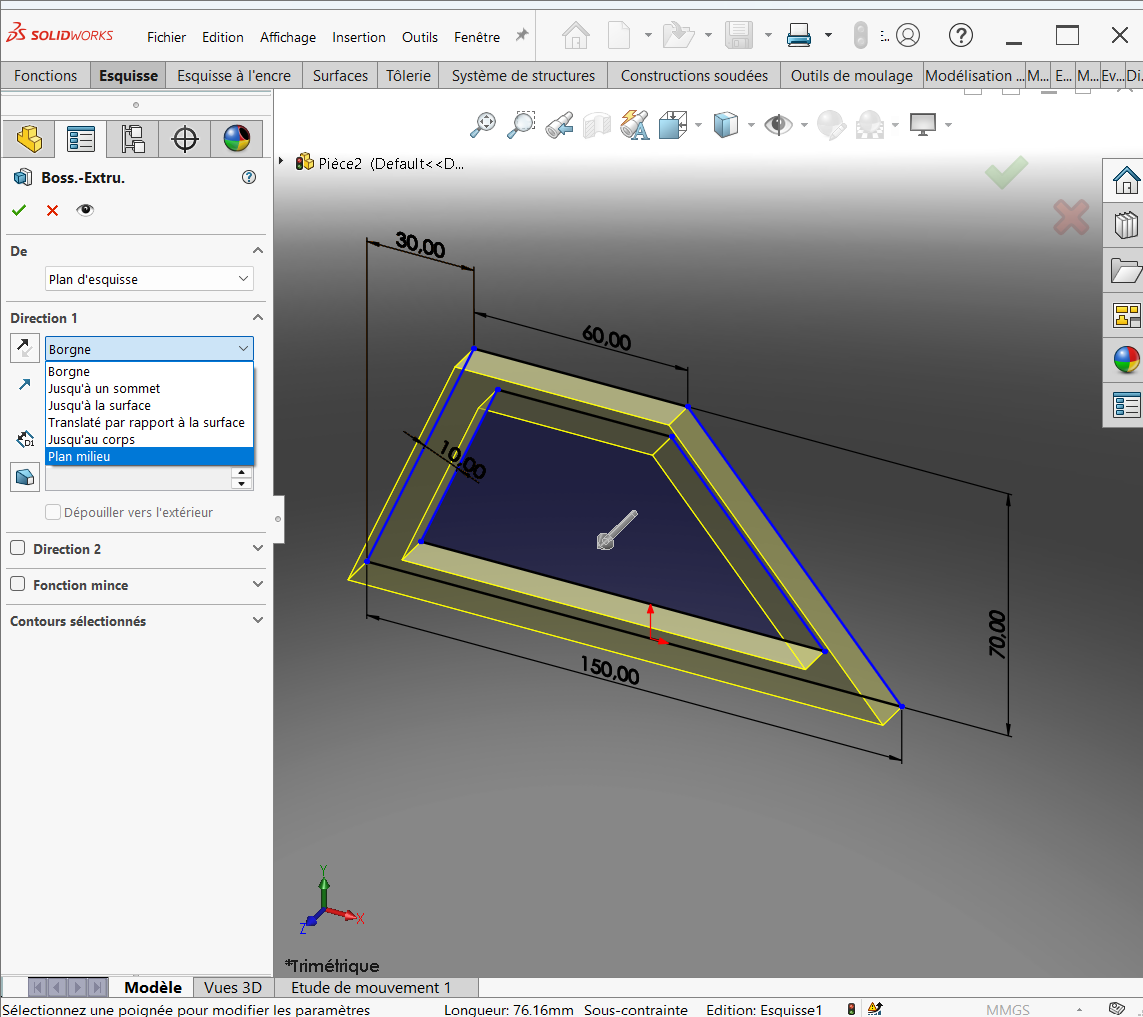 SOLIDWORKS Fichier Edition Affichage Insertion Outils Fenêtre
Fonctions Esquisse Esquisse à l'encre Surfaces Tôlerie Système de structures Constructions soudées Outils de moulage Modélisation ... M... E... M... Ev... Di
Pièce2 (Default<<D...
Boss.-Extru.
De
Plan d'esquisse
Direction 1
Borgne
Borgne
Jusqu'à un sommet
Jusqu'à la surface
Translaté par rapport à la surface
Jusqu'au corps
Plan milieu
D1
Dépouiller vers l'extérieur
Direction 2
Fonction mince
Contours sélectionnés
30,00
60,00
10,00
70,00
150,00
Y
X
Z
*Trimétrique
Modèle Vues 3D Etude de mouvement 1
Sélectionnez une poignée pour modifier les paramètres Longueur: 76.16mm Sous-contrainte Edition: Esquisse1 MMGS